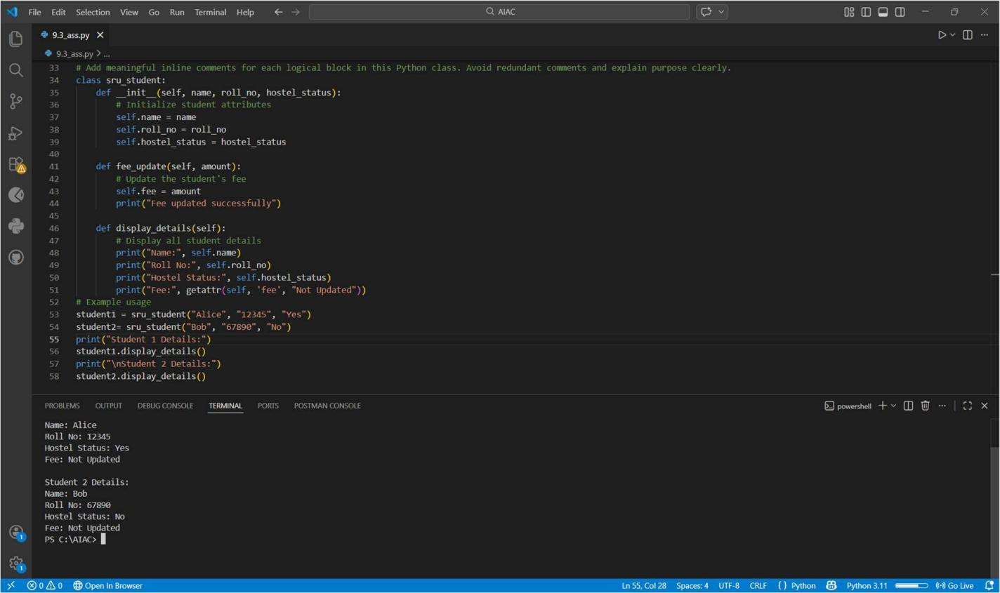 File Edit Selection View Go Run Terminal Help
AIAC
9.3_ass.py
9.3_ass.py > ...
33 # Add meaningful inline comments for each logical block in this Python class. Avoid redundant comments and explain purpose clearly.
34 class sru_student:
35     def __init__(self, name, roll_no, hostel_status):
36         # Initialize student attributes
37         self.name = name
38         self.roll_no = roll_no
39         self.hostel_status = hostel_status
40
41     def fee_update(self, amount):
42         # Update the student's fee
43         self.fee = amount
44         print("Fee updated successfully")
45
46     def display_details(self):
47         # Display all student details
48         print("Name:", self.name)
49         print("Roll No:", self.roll_no)
50         print("Hostel Status:", self.hostel_status)
51         print("Fee:", getattr(self, 'fee', "Not Updated"))
52 # Example usage
53 student1 = sru_student("Alice", "12345", "Yes")
54 student2= sru_student("Bob", "67890", "No")
55 print("Student 1 Details:")
56 student1.display_details()
57 print("\nStudent 2 Details:")
58 student2.display_details()
PROBLEMS OUTPUT DEBUG CONSOLE TERMINAL PORTS POSTMAN CONSOLE
powershell
Name: Alice
Roll No: 12345
Hostel Status: Yes
Fee: Not Updated
Student 2 Details:
Name: Bob
Roll No: 67890
Hostel Status: No
Fee: Not Updated
PS C:\AIAC>
1
1
0 0 Open In Browser
Ln 55, Col 28 Spaces: 4 UTF-8 CRLF { } Python Python 3.11 Go Live